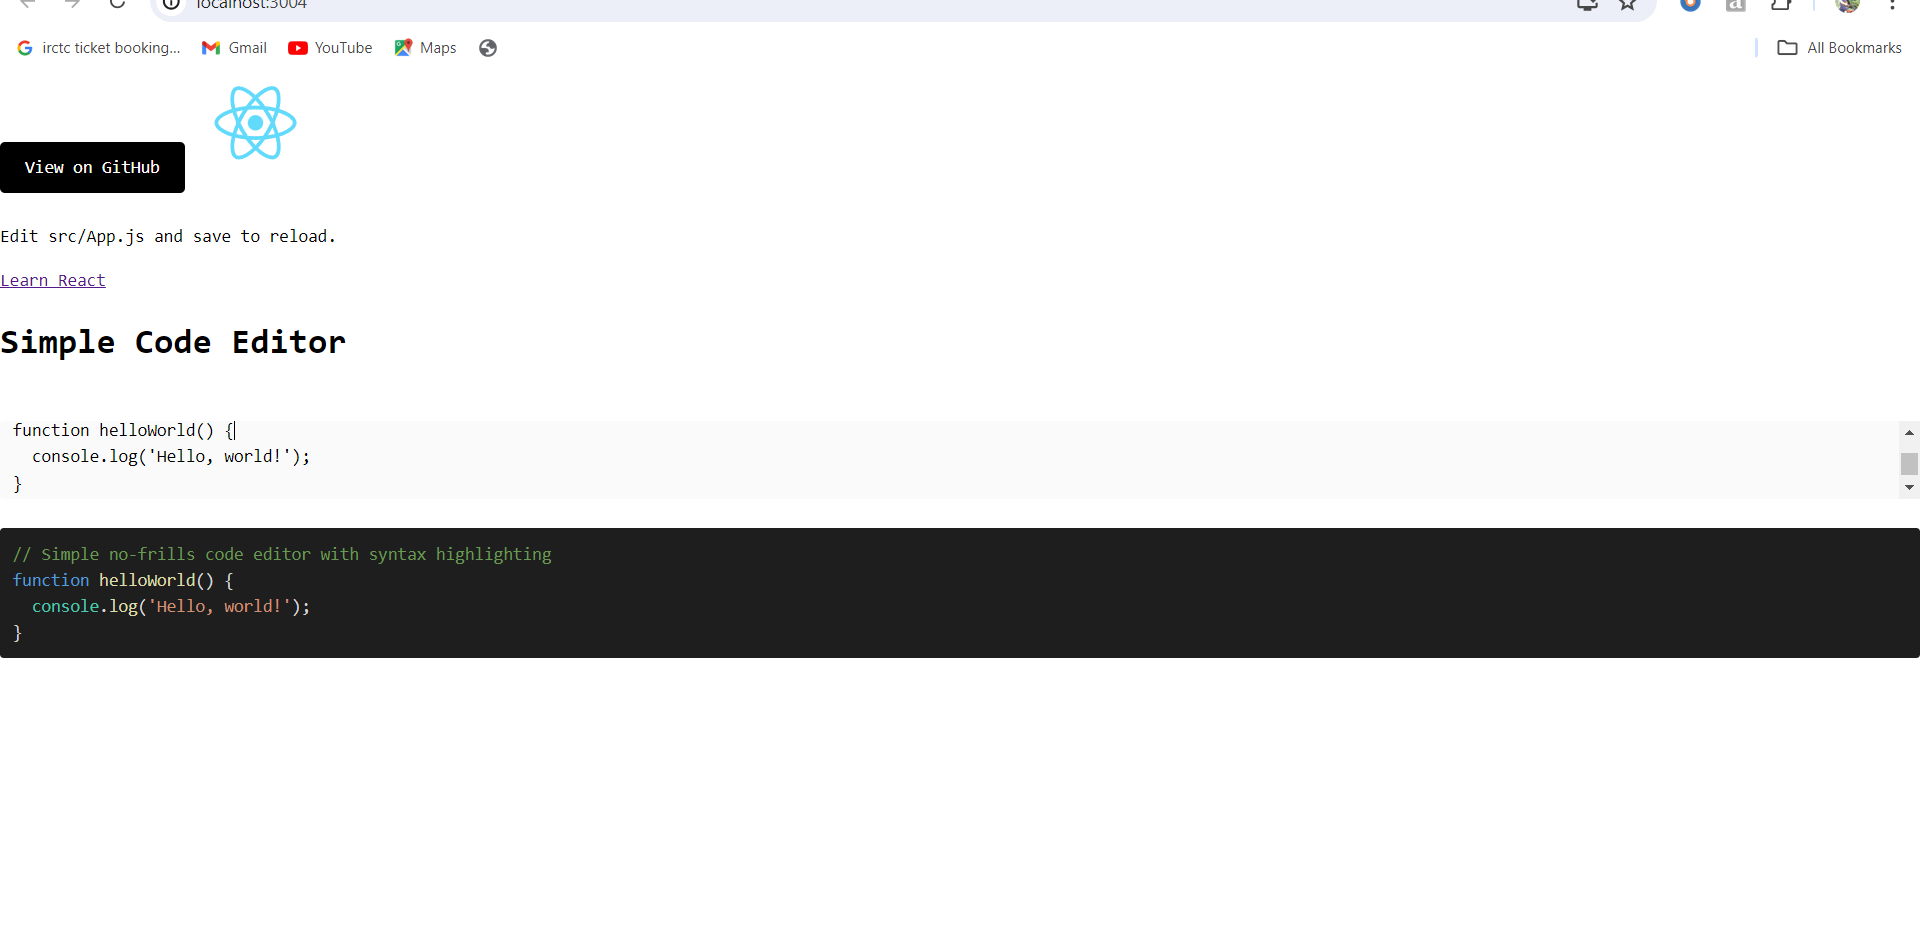 localhost:3004
irctc ticket booking... Gmail YouTube Maps All Bookmarks
View on GitHub
Edit src/App.js and save to reload.
Learn React
Simple Code Editor
function helloWorld() {
  console.log('Hello, world!');
}
// Simple no-frills code editor with syntax highlighting
function helloWorld() {
  console.log('Hello, world!');
}